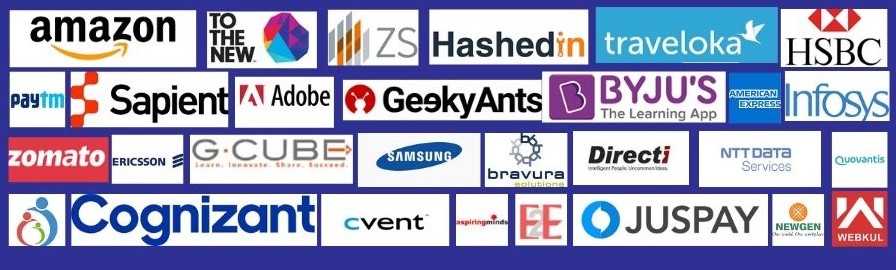 amazon
TO
THE
NEW.
ZS
Hashedin
traveloka
HSBC
paytm
Sapient
Adobe
GeekyAnts
BYJU'S
The Learning App
AMERICAN
EXPRESS
Infosys
zomato
ERICSSON
G·CUBE
Learn. Innovate. Share. Succeed.
SAMSUNG
bravura
solutions
Directi
Intelligent People. Uncommon Ideas.
NTT DATA
Services
Quovantis
Cognizant
cvent
aspiringminds
E2E
JUSPAY
NEWGEN
WEBKUL